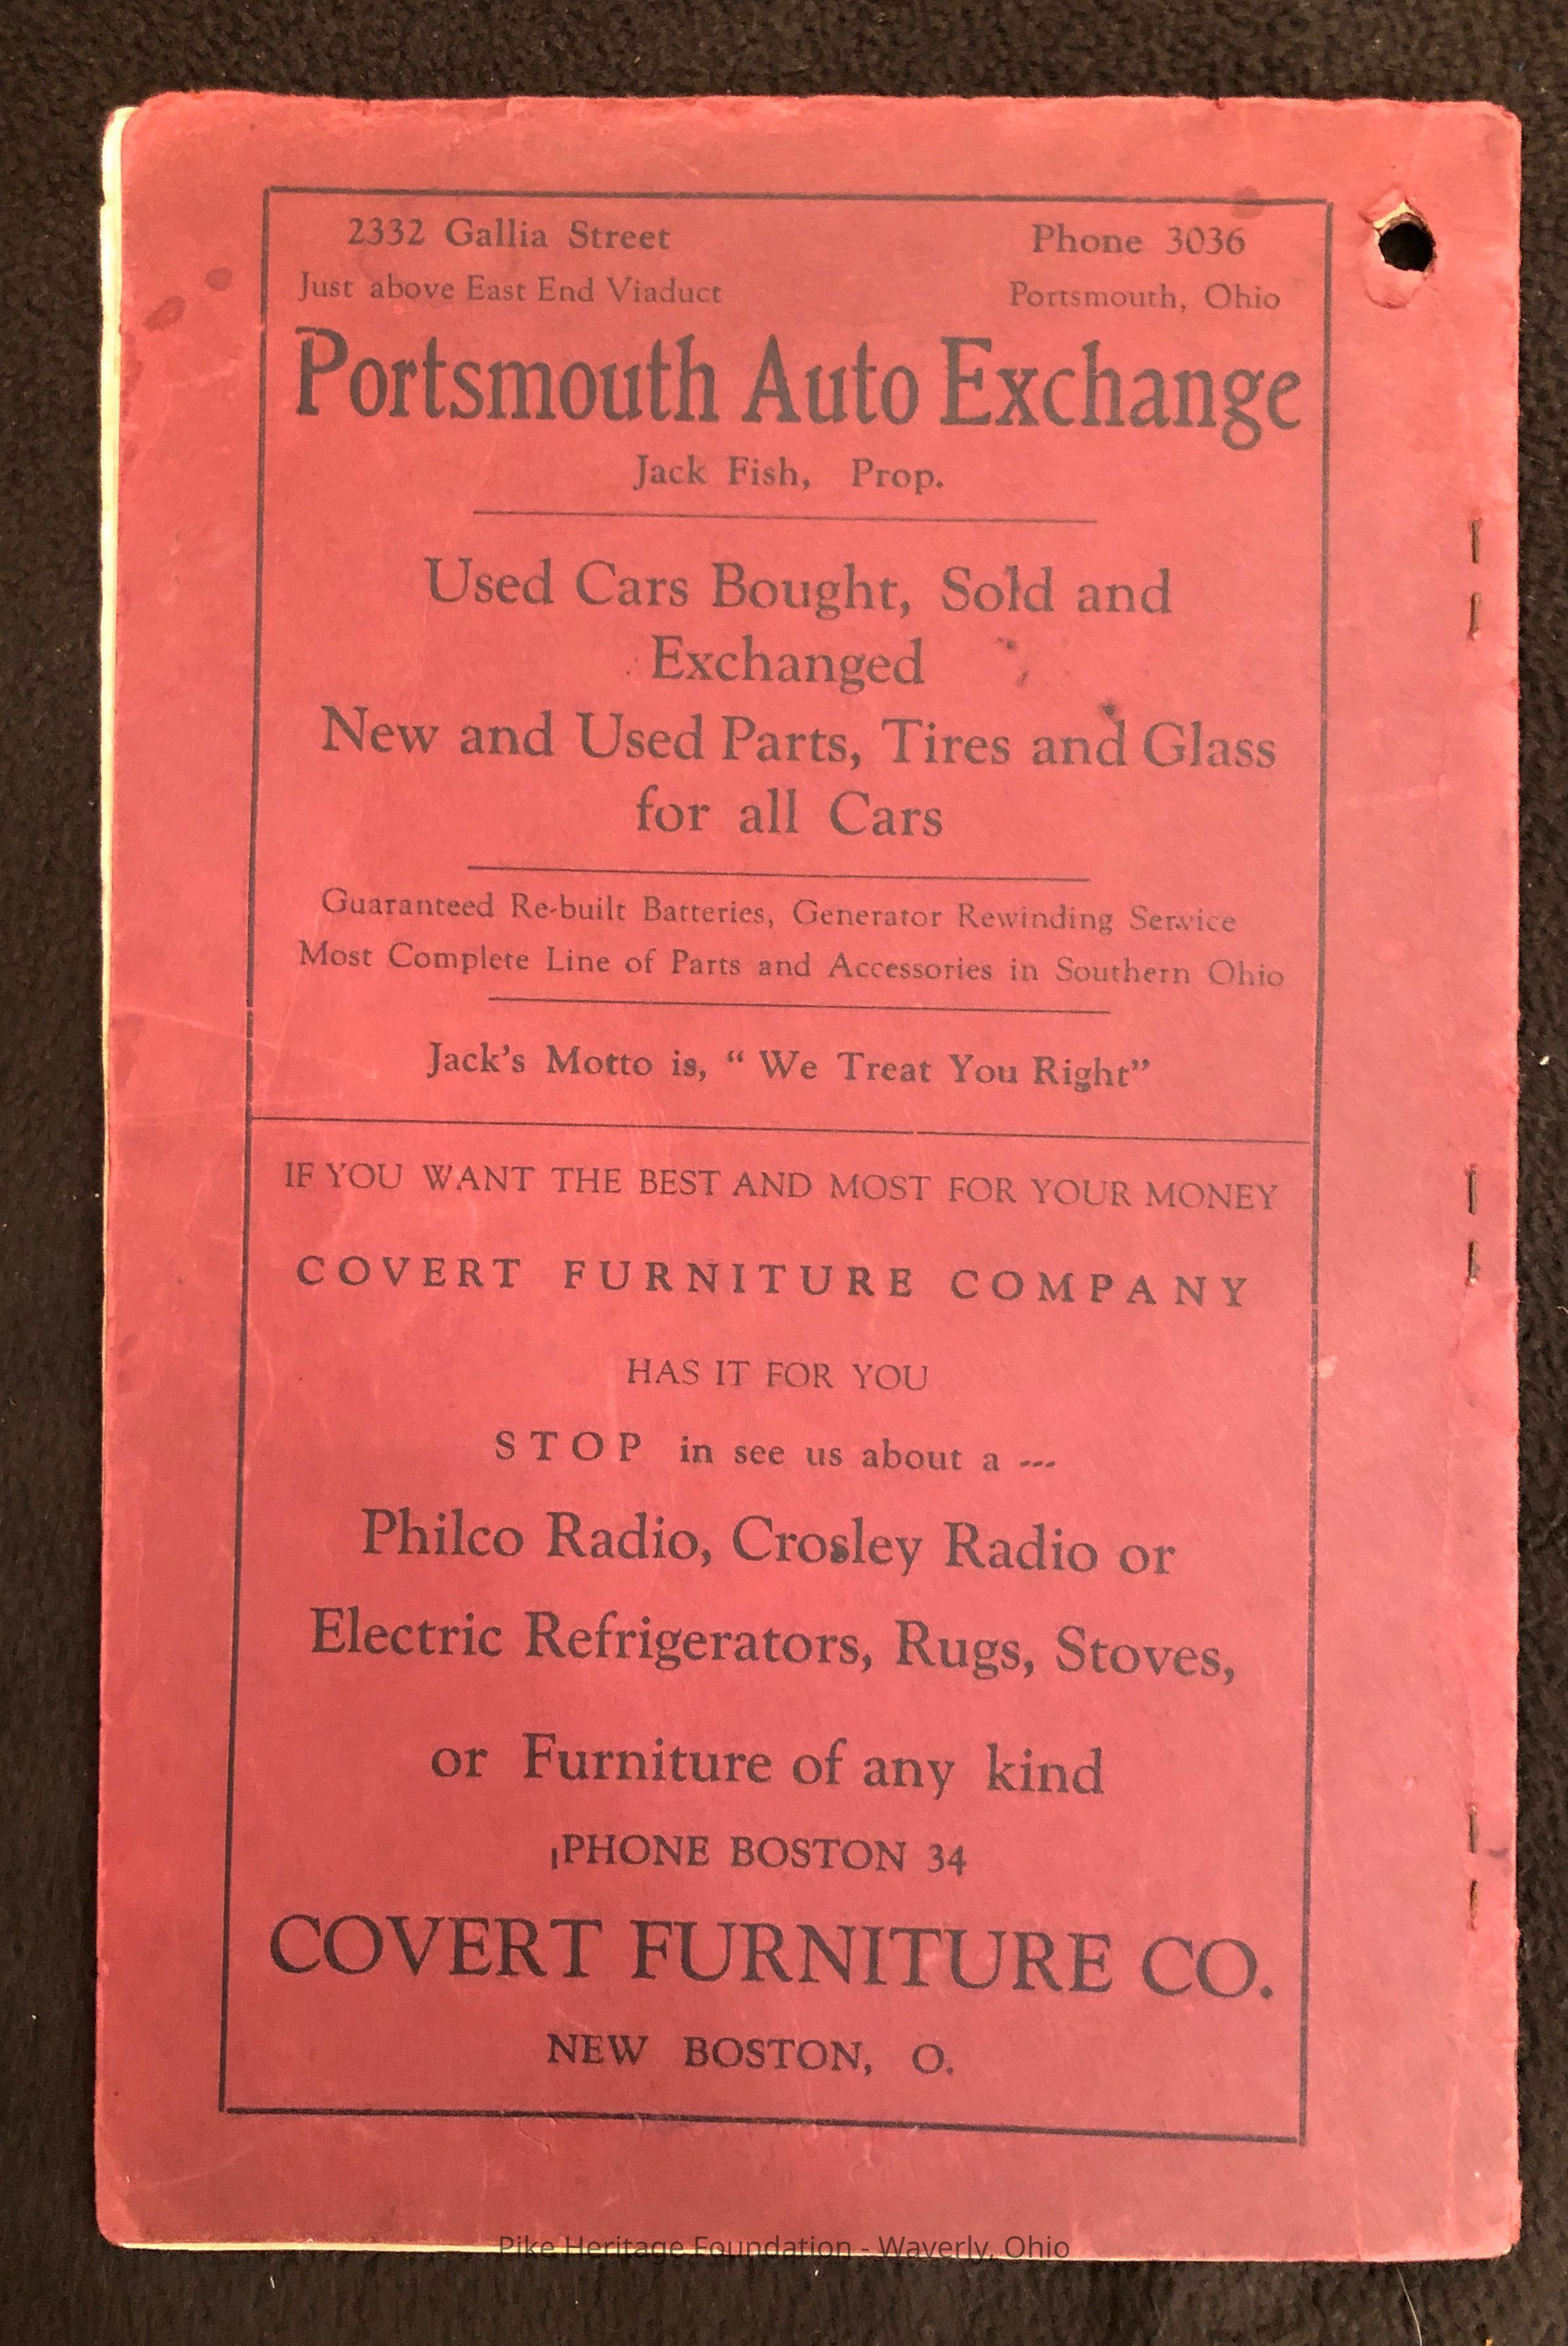 2332 Gallia Street
Phone 3036
Just above East End Viaduct
Portsmouth, Ohio
Portsmouth Auto Exchange
Jack Fish, Prop.
Used Cars Bought, Sold and
Exchanged
New and Used Parts, Tires and Glass
for all Cars
Guaranteed Re-built Batteries, Generator Rewinding Service
Most Complete Line of Parts and Accessories in Southern Ohio
Jack's Motto is, " We Treat You Right"
IF YOU WANT THE BEST AND MOST FOR YOUR MONEY
COVERT FURNITURE COMPANY
HAS IT FOR YOU
STOP in see us about a ---
Philco Radio, Crosley Radio or
Electric Refrigerators, Rugs, Stoves,
or Furniture of any kind
PHONE BOSTON 34
COVERT FURNITURE CO.
NEW BOSTON, O.
Pike Heritage Foundation - Waverly, Ohio